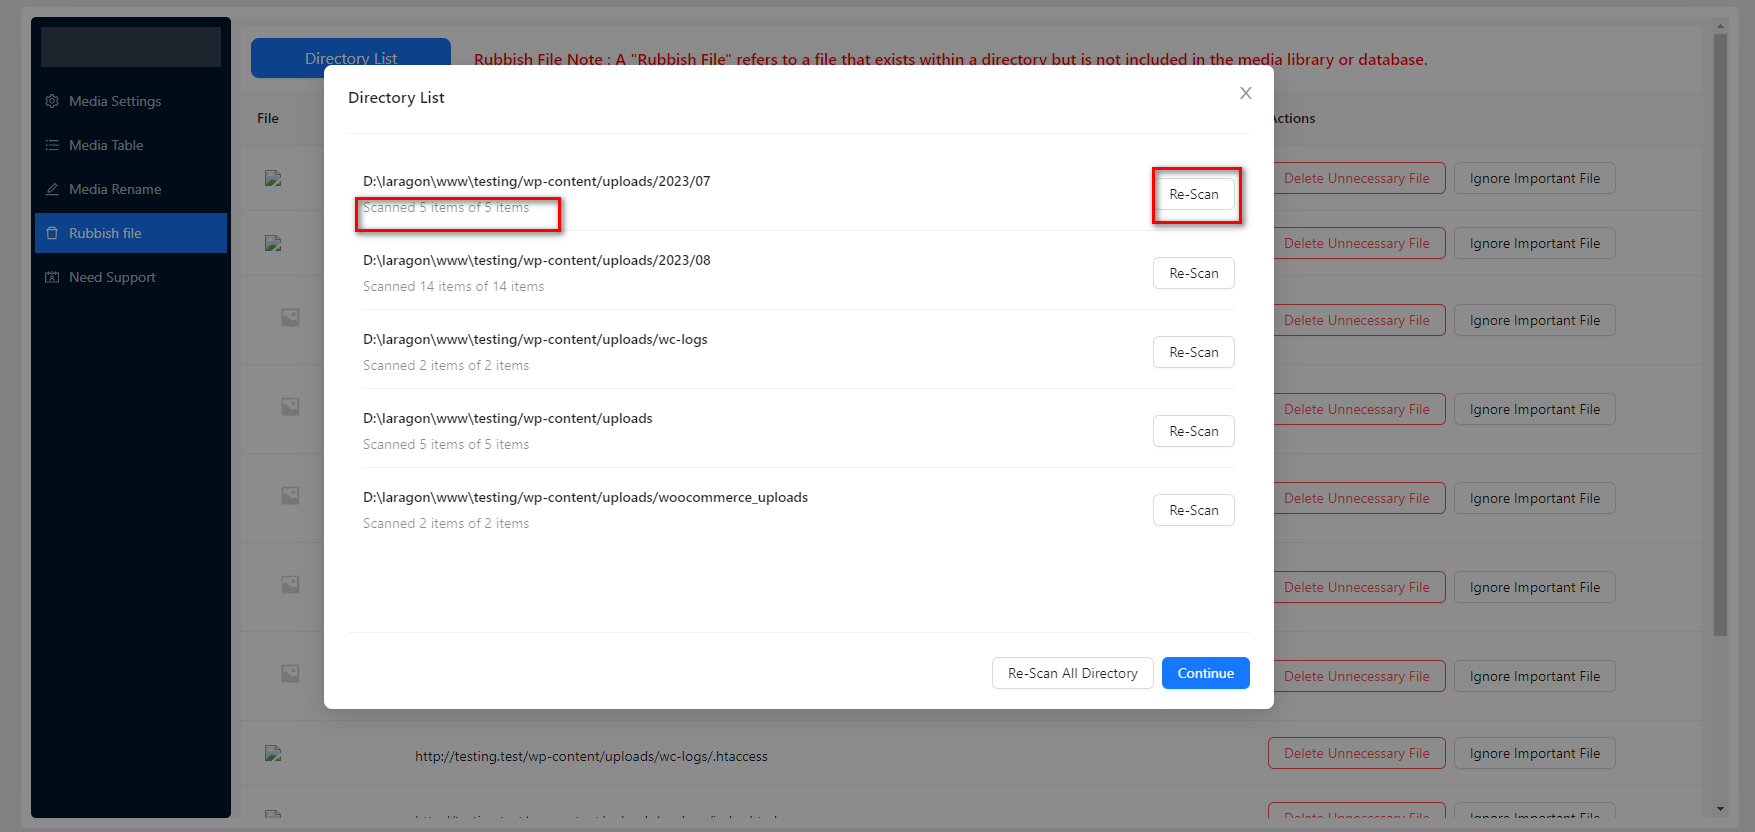 Directory List
Rubbish File Note : A "Rubbish File" refers to a file that exists within a directory but is not included in the media library or database.
Media Settings
Media Table
Media Rename
Rubbish file
Need Support
File
Actions
Directory List
X
D:\laragon\www\testing/wp-content/uploads/2023/07
Scanned 5 items of 5 items
Re-Scan
D:\laragon\www\testing/wp-content/uploads/2023/08
Scanned 14 items of 14 items
Re-Scan
D:\laragon\www\testing/wp-content/uploads/wc-logs
Scanned 2 items of 2 items
Re-Scan
D:\laragon\www\testing/wp-content/uploads
Scanned 5 items of 5 items
Re-Scan
D:\laragon\www\testing/wp-content/uploads/woocommerce_uploads
Scanned 2 items of 2 items
Re-Scan
Re-Scan All Directory
Continue
Delete Unnecessary File Ignore Important File
Delete Unnecessary File Ignore Important File
Delete Unnecessary File Ignore Important File
Delete Unnecessary File Ignore Important File
Delete Unnecessary File Ignore Important File
Delete Unnecessary File Ignore Important File
Delete Unnecessary File Ignore Important File
http://testing.test/wp-content/uploads/wc-logs/.htaccess
Delete Unnecessary File Ignore Important File
Delete Unnecessary File Ignore Important File